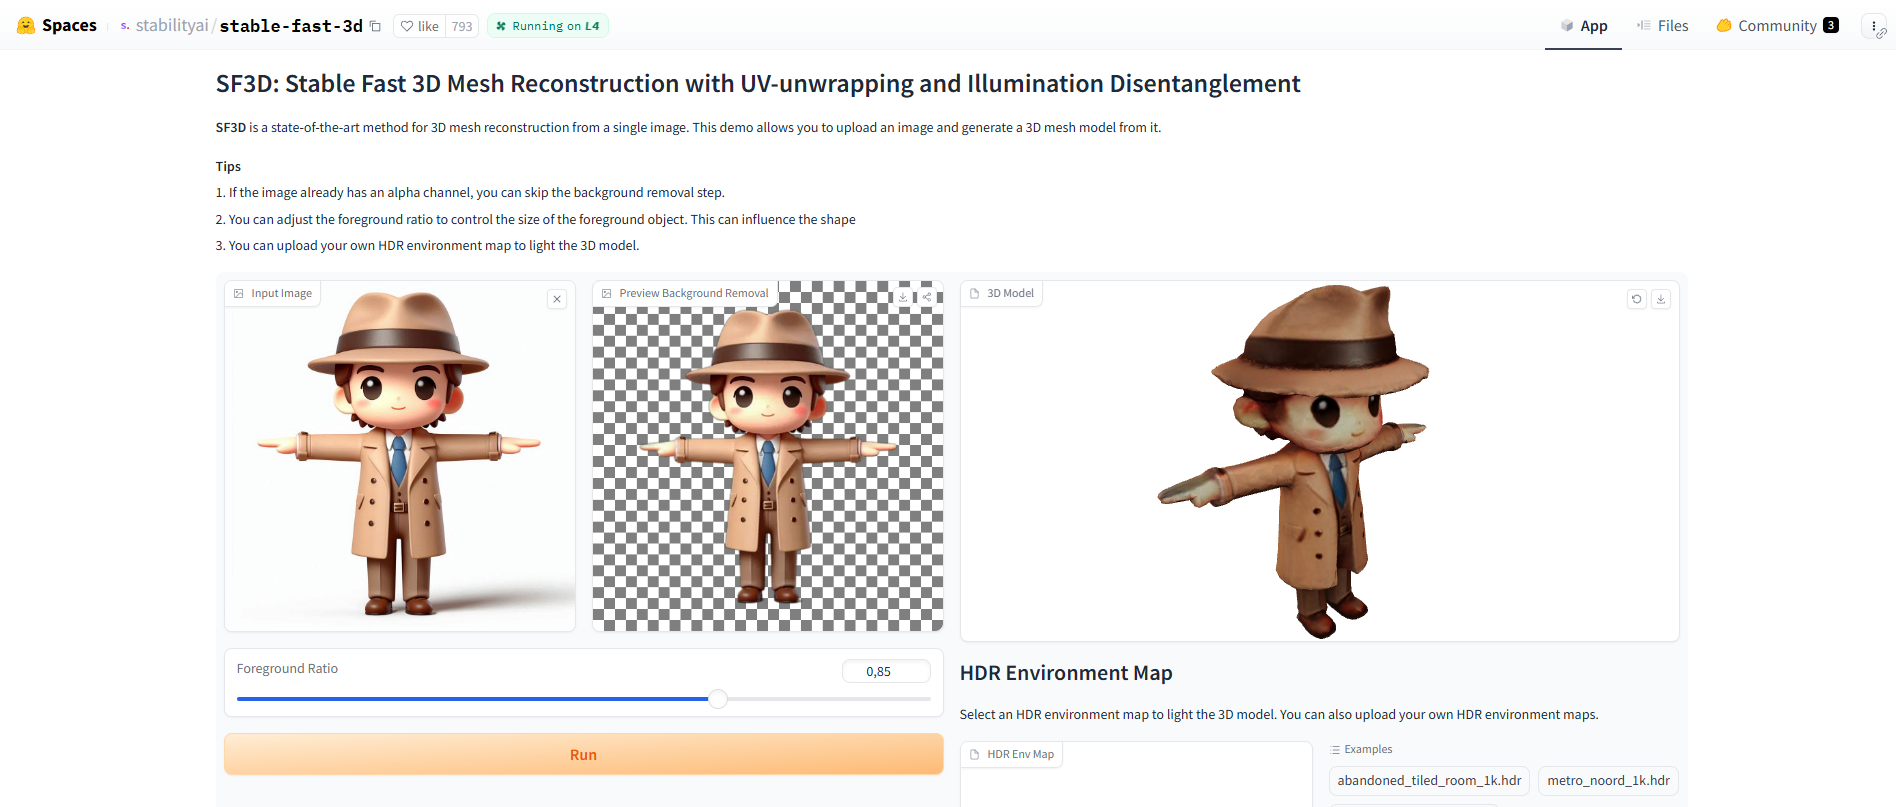 Spaces
s. stabilityai/stable-fast-3d
like 793
Running on L4
App
Files
Community 3
SF3D: Stable Fast 3D Mesh Reconstruction with UV-unwrapping and Illumination Disentanglement
SF3D is a state-of-the-art method for 3D mesh reconstruction from a single image. This demo allows you to upload an image and generate a 3D mesh model from it.
Tips
1. If the image already has an alpha channel, you can skip the background removal step.
2. You can adjust the foreground ratio to control the size of the foreground object. This can influence the shape
3. You can upload your own HDR environment map to light the 3D model.
Input Image
Preview Background Removal
3D Model
Foreground Ratio
0,85
Run
HDR Environment Map
Select an HDR environment map to light the 3D model. You can also upload your own HDR environment maps.
HDR Env Map
Examples
abandoned_tiled_room_1k.hdr
metro_noord_1k.hdr